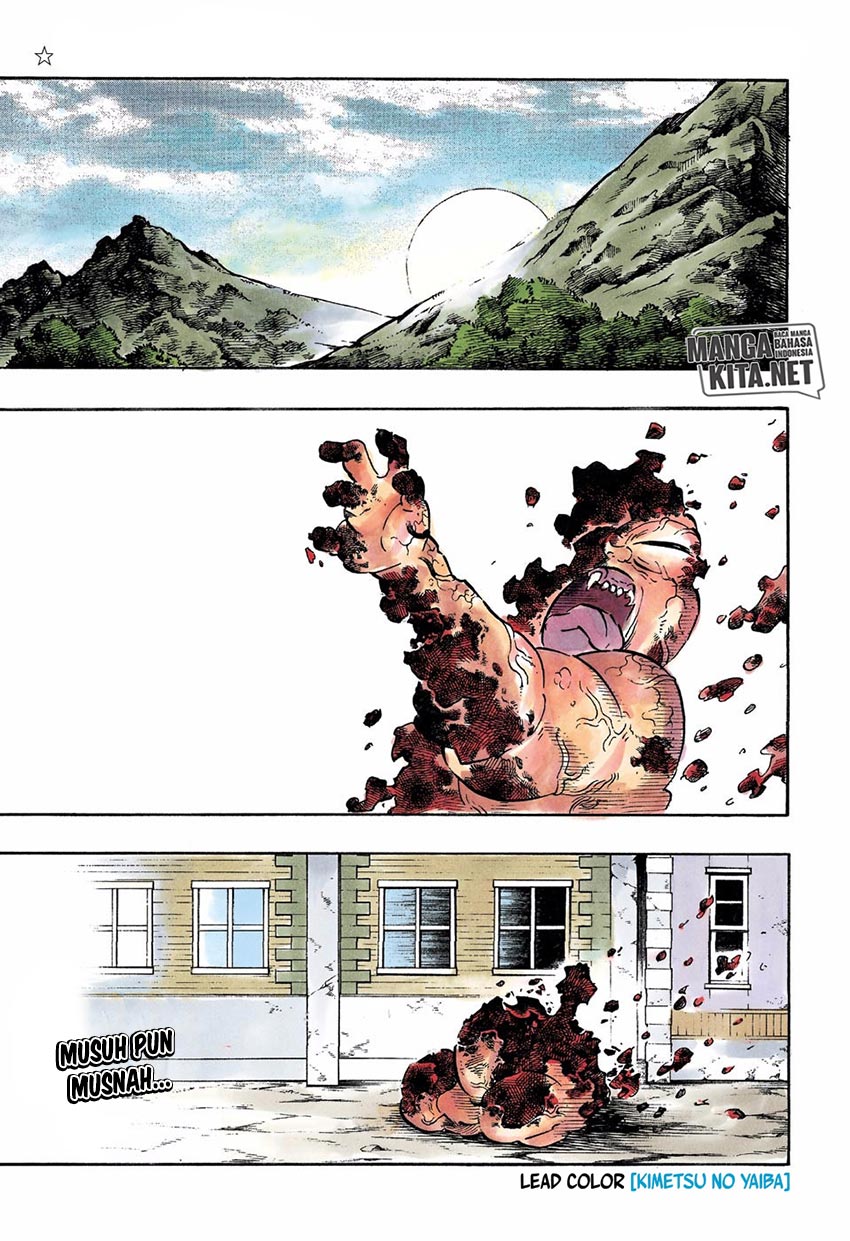 ☆
MANGA
KITA.NET
BACA MANGA
BAHASA
INDONESIA
MUSUH PUN
MUSNAH...
LEAD COLOR [KIMETSU NO YAIBA]